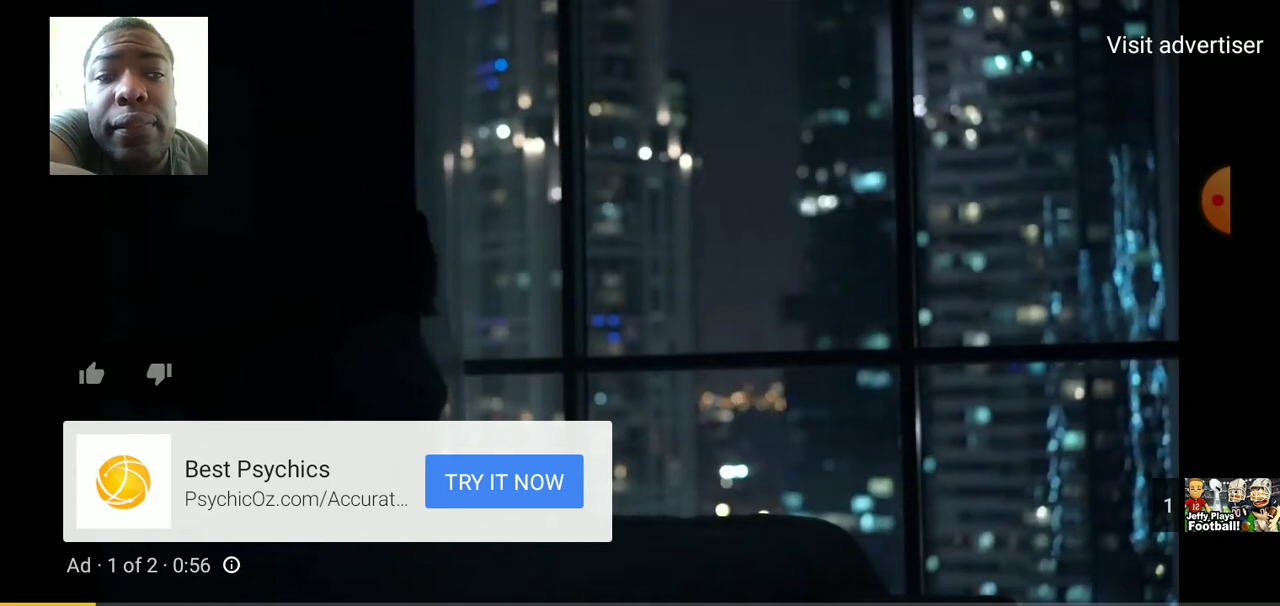 Visit advertiser
Best Psychics
PsychicOz.com/Accurat...
TRY IT NOW
1
12
Jeffy Plays
Football!
Ad · 1 of 2 · 0:56